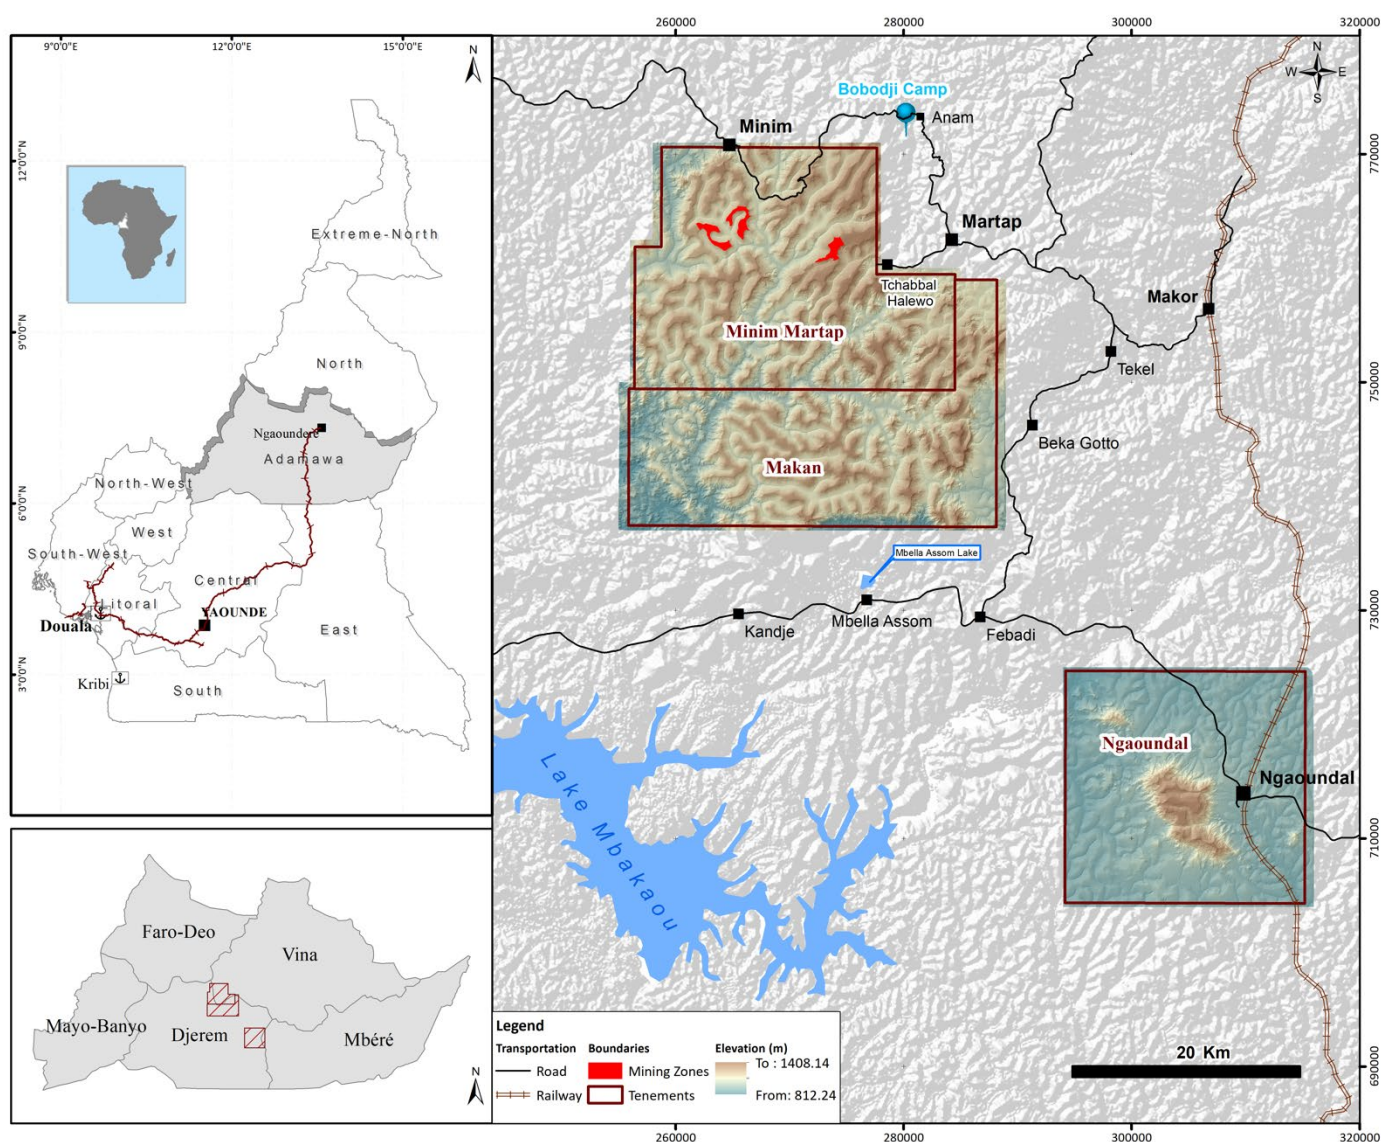 9°0'0"E
12°0'0"E
15°0'0"E
N
12°0'0"N
9°0'0"N
6°0'0"N
3°0'0"N
Extreme-North
North
Ngaoundere
Adamawa
North-West
West
South-West
Central
Litoral
YAOUNDE
Douala
East
Kribi
South
Faro-Deo
Vina
Mayo-Banyo
Djerem
Mbéré
N
260000
280000
300000
320000
N
W
E
S
Bobodji Camp
Anam
Minim
770000
Martap
Tchabbal
Halewo
Makor
Minim Martap
Tekel
750000
Beka Gotto
Makan
Mbella Assom Lake
730000
Kandje
Mbella Assom
Febadi
Ngaoundal
Ngaoundal
Lake Mbakaou
710000
690000
Legend
Transportation
Road
Railway
Boundaries
Mining Zones
Tenements
Elevation (m)
To : 1408.14
From: 812.24
20 Km
260000
280000
300000
320000